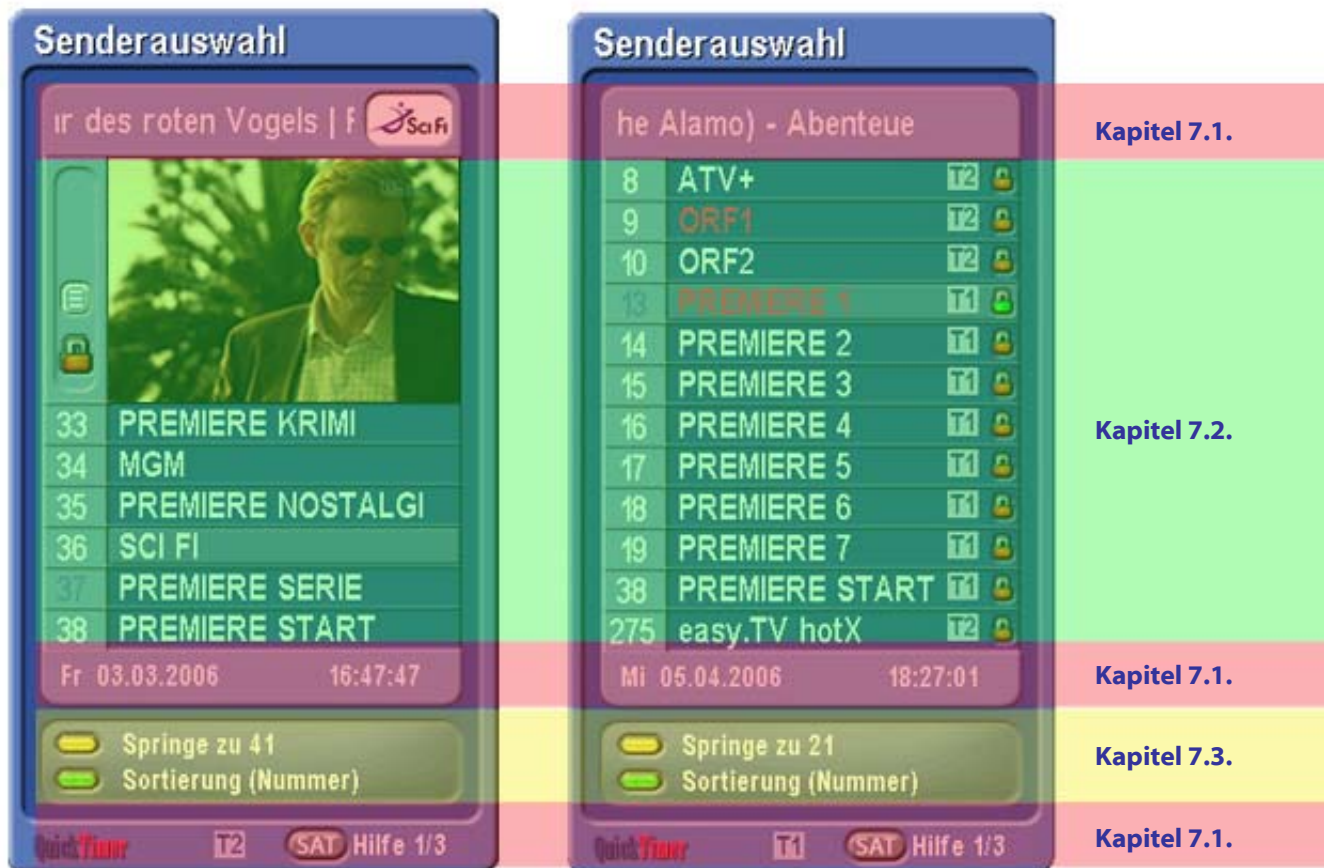 Senderauswahl
ır des roten Vogels | F SciFi
33 PREMIERE KRIMI
34 MGM
35 PREMIERE NOSTALGI
36 SCI FI
37 PREMIERE SERIE
38 PREMIERE START
Fr 03.03.2006 16:47:47
Springe zu 41
Sortierung (Nummer)
QuickTimer T2 SAT Hilfe 1/3
Senderauswahl
he Alamo) - Abenteue
8 ATV+ T2
9 ORF1 T2
10 ORF2 T2
13 PREMIERE 1 T1
14 PREMIERE 2 T1
15 PREMIERE 3 T1
16 PREMIERE 4 T1
17 PREMIERE 5 T1
18 PREMIERE 6 T1
19 PREMIERE 7 T1
38 PREMIERE START T1
275 easy.TV hotX T2
Mi 05.04.2006 18:27:01
Springe zu 21
Sortierung (Nummer)
QuickTimer T1 SAT Hilfe 1/3
Kapitel 7.1.
Kapitel 7.2.
Kapitel 7.1.
Kapitel 7.3.
Kapitel 7.1.